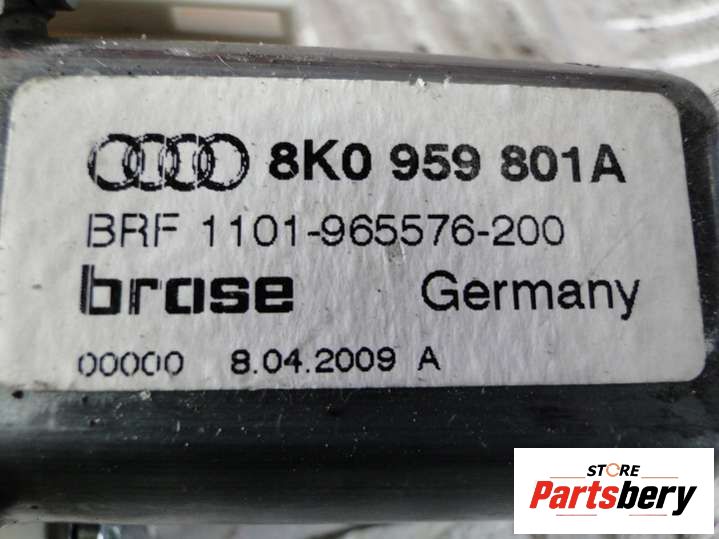 8K0 959 801A
BRF 1101-965576-200
brose Germany
00000 8.04.2009 A
STORE
Partsbery